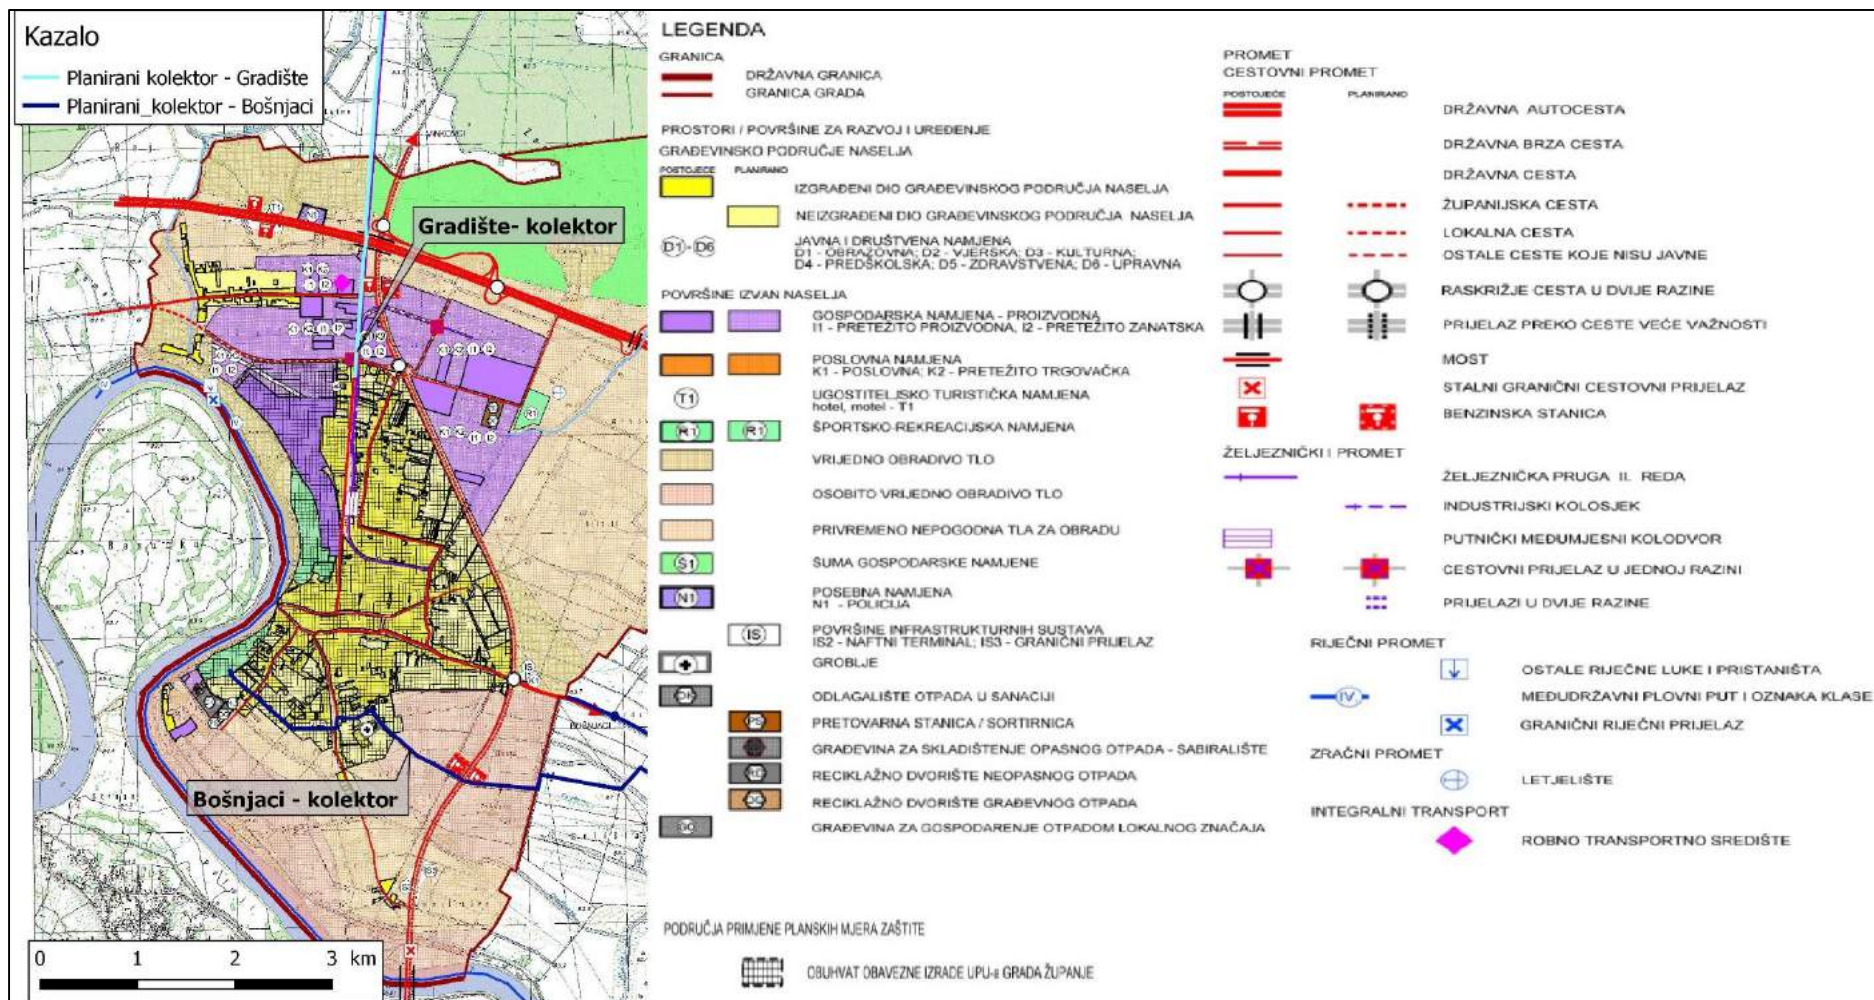 Kazalo
Planirani kolektor - Gradište
Planirani_kolektor - Bošnjaci
VINKOVCI
Gradište- kolektor
BOŠNJACI
Bošnjaci - kolektor
0 1 2 3 km
LEGENDA
GRANICA
DRŽAVNA GRANICA
GRANICA GRADA
PROSTORI / POVRŠINE ZA RAZVOJ I UREĐENJE
GRAĐEVINSKO PODRUČJE NASELJA
POSTOJEĆE PLANIRANO
IZGRAĐENI DIO GRAĐEVINSKOG PODRUČJA NASELJA
NEIZGRAĐENI DIO GRAĐEVINSKOG PODRUČJA NASELJA
D1 - D6 JAVNA I DRUŠTVENA NAMJENA
D1 - OBRAZOVNA; D2 - VJERSKA; D3 - KULTURNA;
D4 - PREDŠKOLSKA; D5 - ZDRAVSTVENA; D6 - UPRAVNA
POVRŠINE IZVAN NASELJA
GOSPODARSKA NAMJENA - PROIZVODNA
I1 - PRETEŽITO PROIZVODNA, I2 - PRETEŽITO ZANATSKA
POSLOVNA NAMJENA
K1 - POSLOVNA; K2 - PRETEŽITO TRGOVAČKA
T1 UGOSTITELJSKO TURISTIČKA NAMJENA
hotel, motel - T1
R1 R1 ŠPORTSKO-REKREACIJSKA NAMJENA
VRIJEDNO OBRADIVO TLO
OSOBITO VRIJEDNO OBRADIVO TLO
PRIVREMENO NEPOGODNA TLA ZA OBRADU
Š1 ŠUMA GOSPODARSKE NAMJENE
N1 POSEBNA NAMJENA
N1 - POLICIJA
IS POVRŠINE INFRASTRUKTURNIH SUSTAVA
IS2 - NAFTNI TERMINAL; IS3 - GRANIČNI PRIJELAZ
GROBLJE
ODLAGALIŠTE OTPADA U SANACIJI
PS PRETOVARNA STANICA / SORTIRNICA
GRAĐEVINA ZA SKLADIŠTENJE OPASNOG OTPADA - SABIRALIŠTE
RD RECIKLAŽNO DVORIŠTE NEOPASNOG OTPADA
RECIKLAŽNO DVORIŠTE GRAĐEVNOG OTPADA
GO GRAĐEVINA ZA GOSPODARENJE OTPADOM LOKALNOG ZNAČAJA
PODRUČJA PRIMJENE PLANSKIH MJERA ZAŠTITE
OBUHVAT OBAVEZNE IZRADE UPU-a GRADA ŽUPANJE
PROMET
CESTOVNI PROMET
POSTOJEĆE PLANIRANO
DRŽAVNA AUTOCESTA
DRŽAVNA BRZA CESTA
DRŽAVNA CESTA
ŽUPANIJSKA CESTA
LOKALNA CESTA
OSTALE CESTE KOJE NISU JAVNE
RASKRIŽJE CESTA U DVIJE RAZINE
PRIJELAZ PREKO CESTE VEĆE VAŽNOSTI
MOST
STALNI GRANIČNI CESTOVNI PRIJELAZ
BENZINSKA STANICA
ŽELJEZNIČKI I PROMET
ŽELJEZNIČKA PRUGA II. REDA
INDUSTRIJSKI KOLOSJEK
PUTNIČKI MEĐUMJESNI KOLODVOR
CESTOVNI PRIJELAZ U JEDNOJ RAZINI
PRIJELAZI U DVIJE RAZINE
RIJEČNI PROMET
OSTALE RIJEČNE LUKE I PRISTANIŠTA
IV. MEĐUDRŽAVNI PLOVNI PUT I OZNAKA KLASE
GRANIČNI RIJEČNI PRIJELAZ
ZRAČNI PROMET
LETJELIŠTE
INTEGRALNI TRANSPORT
ROBNO TRANSPORTNO SREDIŠTE